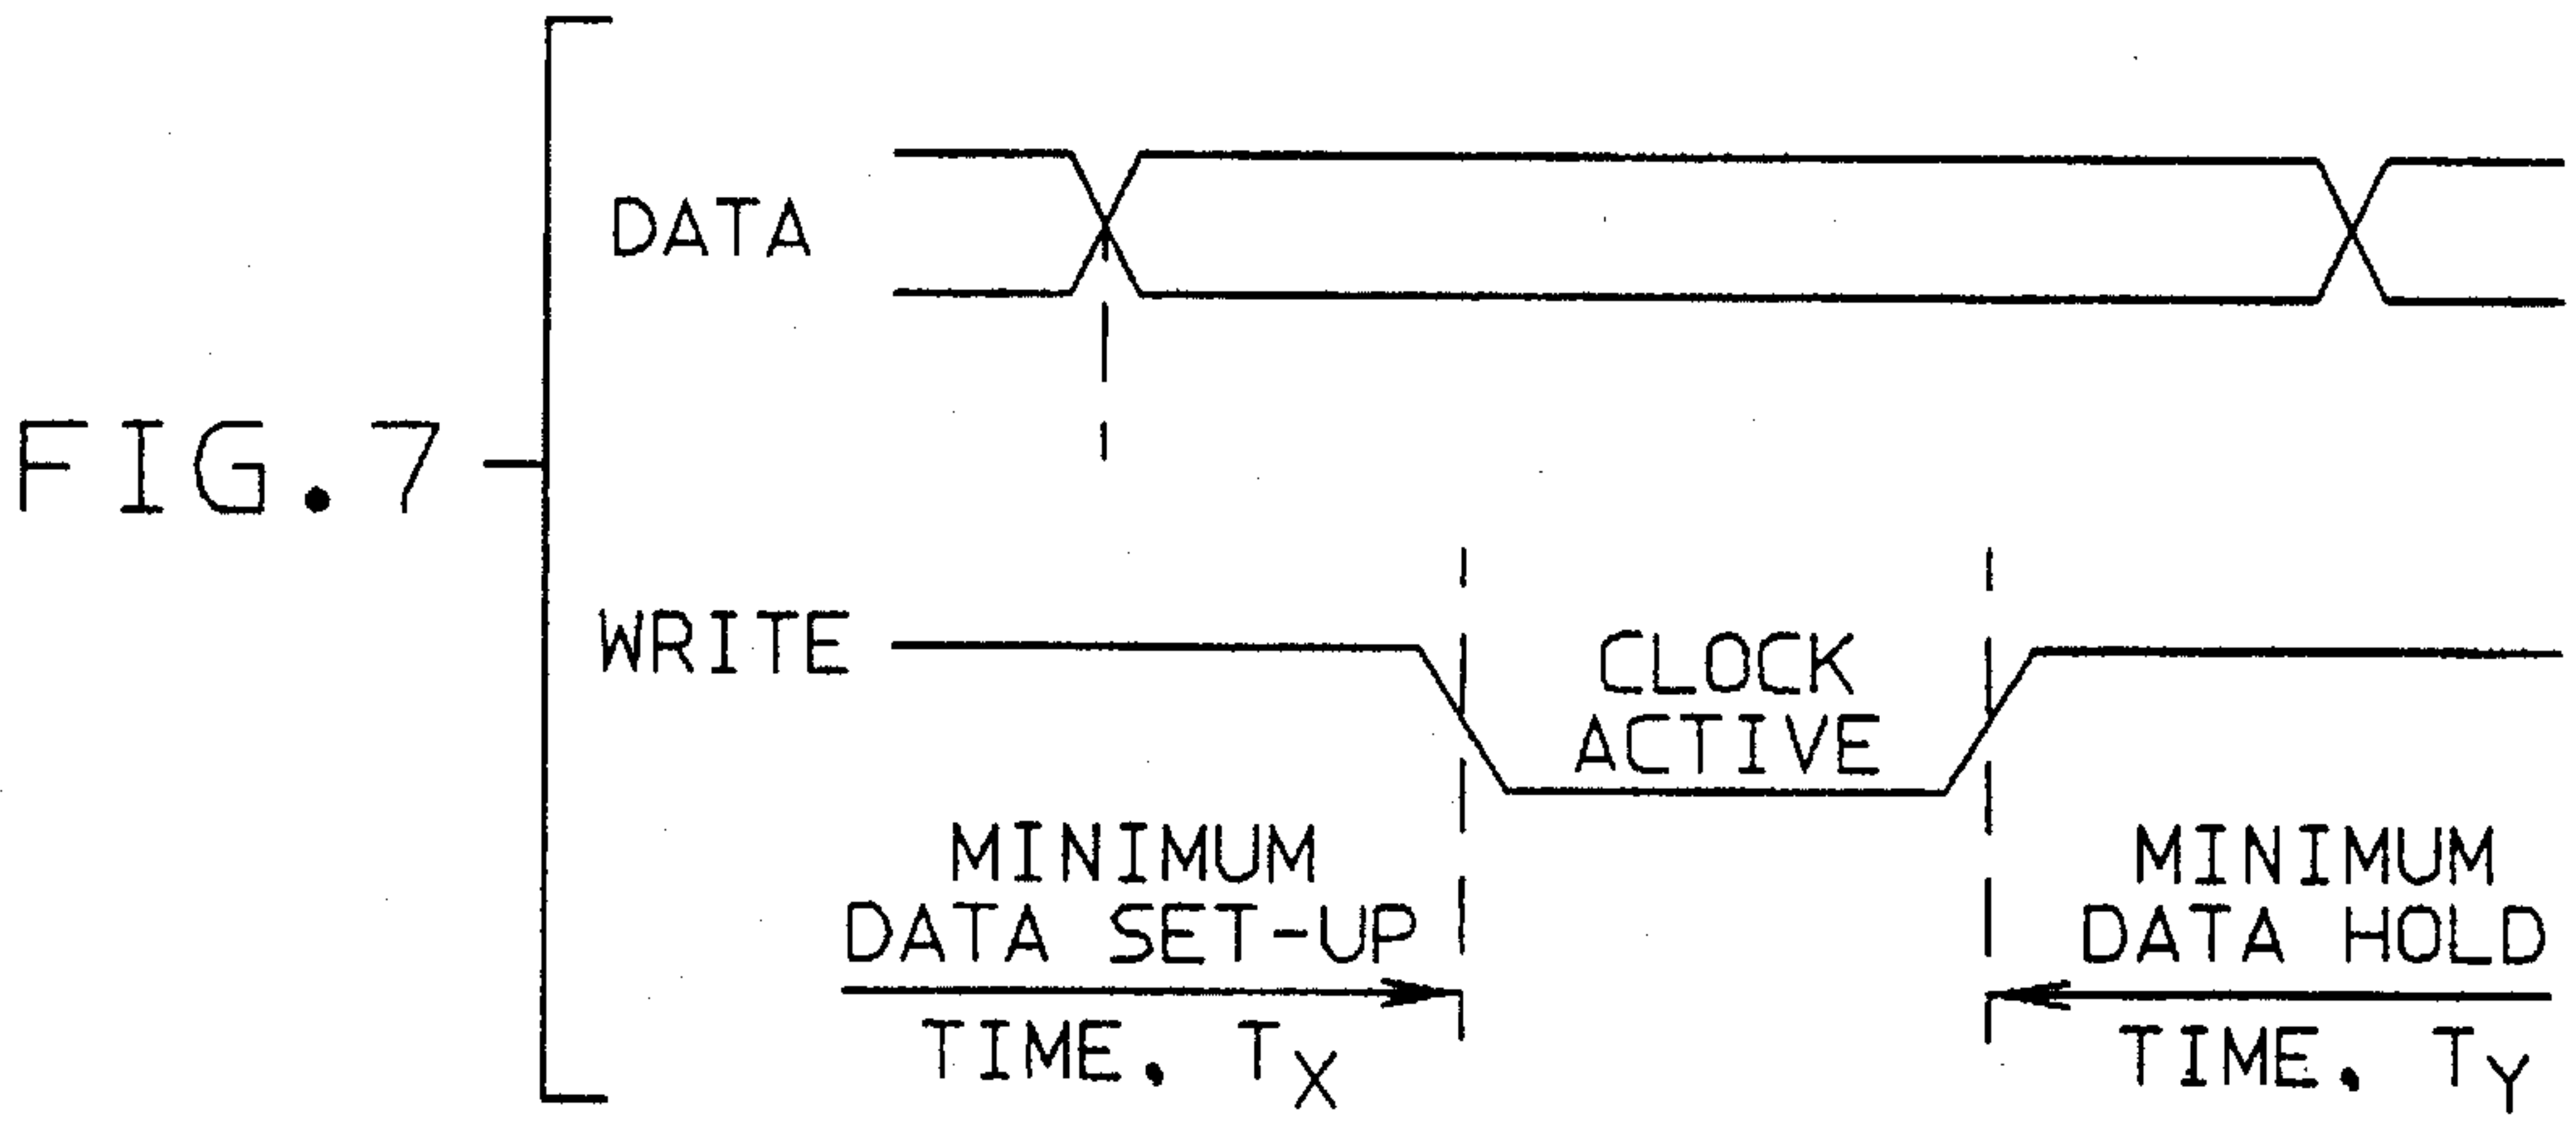 FIG.7
DATA
WRITE
CLOCK
ACTIVE
MINIMUM
DATA SET-UP
TIME. TX
MINIMUM
DATA HOLD
TIME. TY